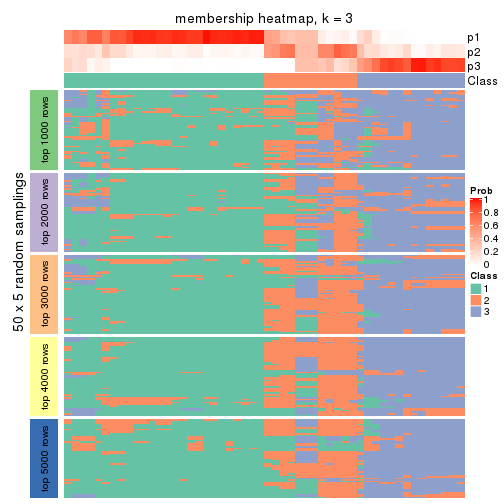 membership heatmap, k = 3
p1
p2
p3
Class
50 x 5 random samplings
top 1000 rows
top 2000 rows
top 3000 rows
top 4000 rows
top 5000 rows
Prob
1
0.8
0.6
0.4
0.2
0
Class
1
2
3